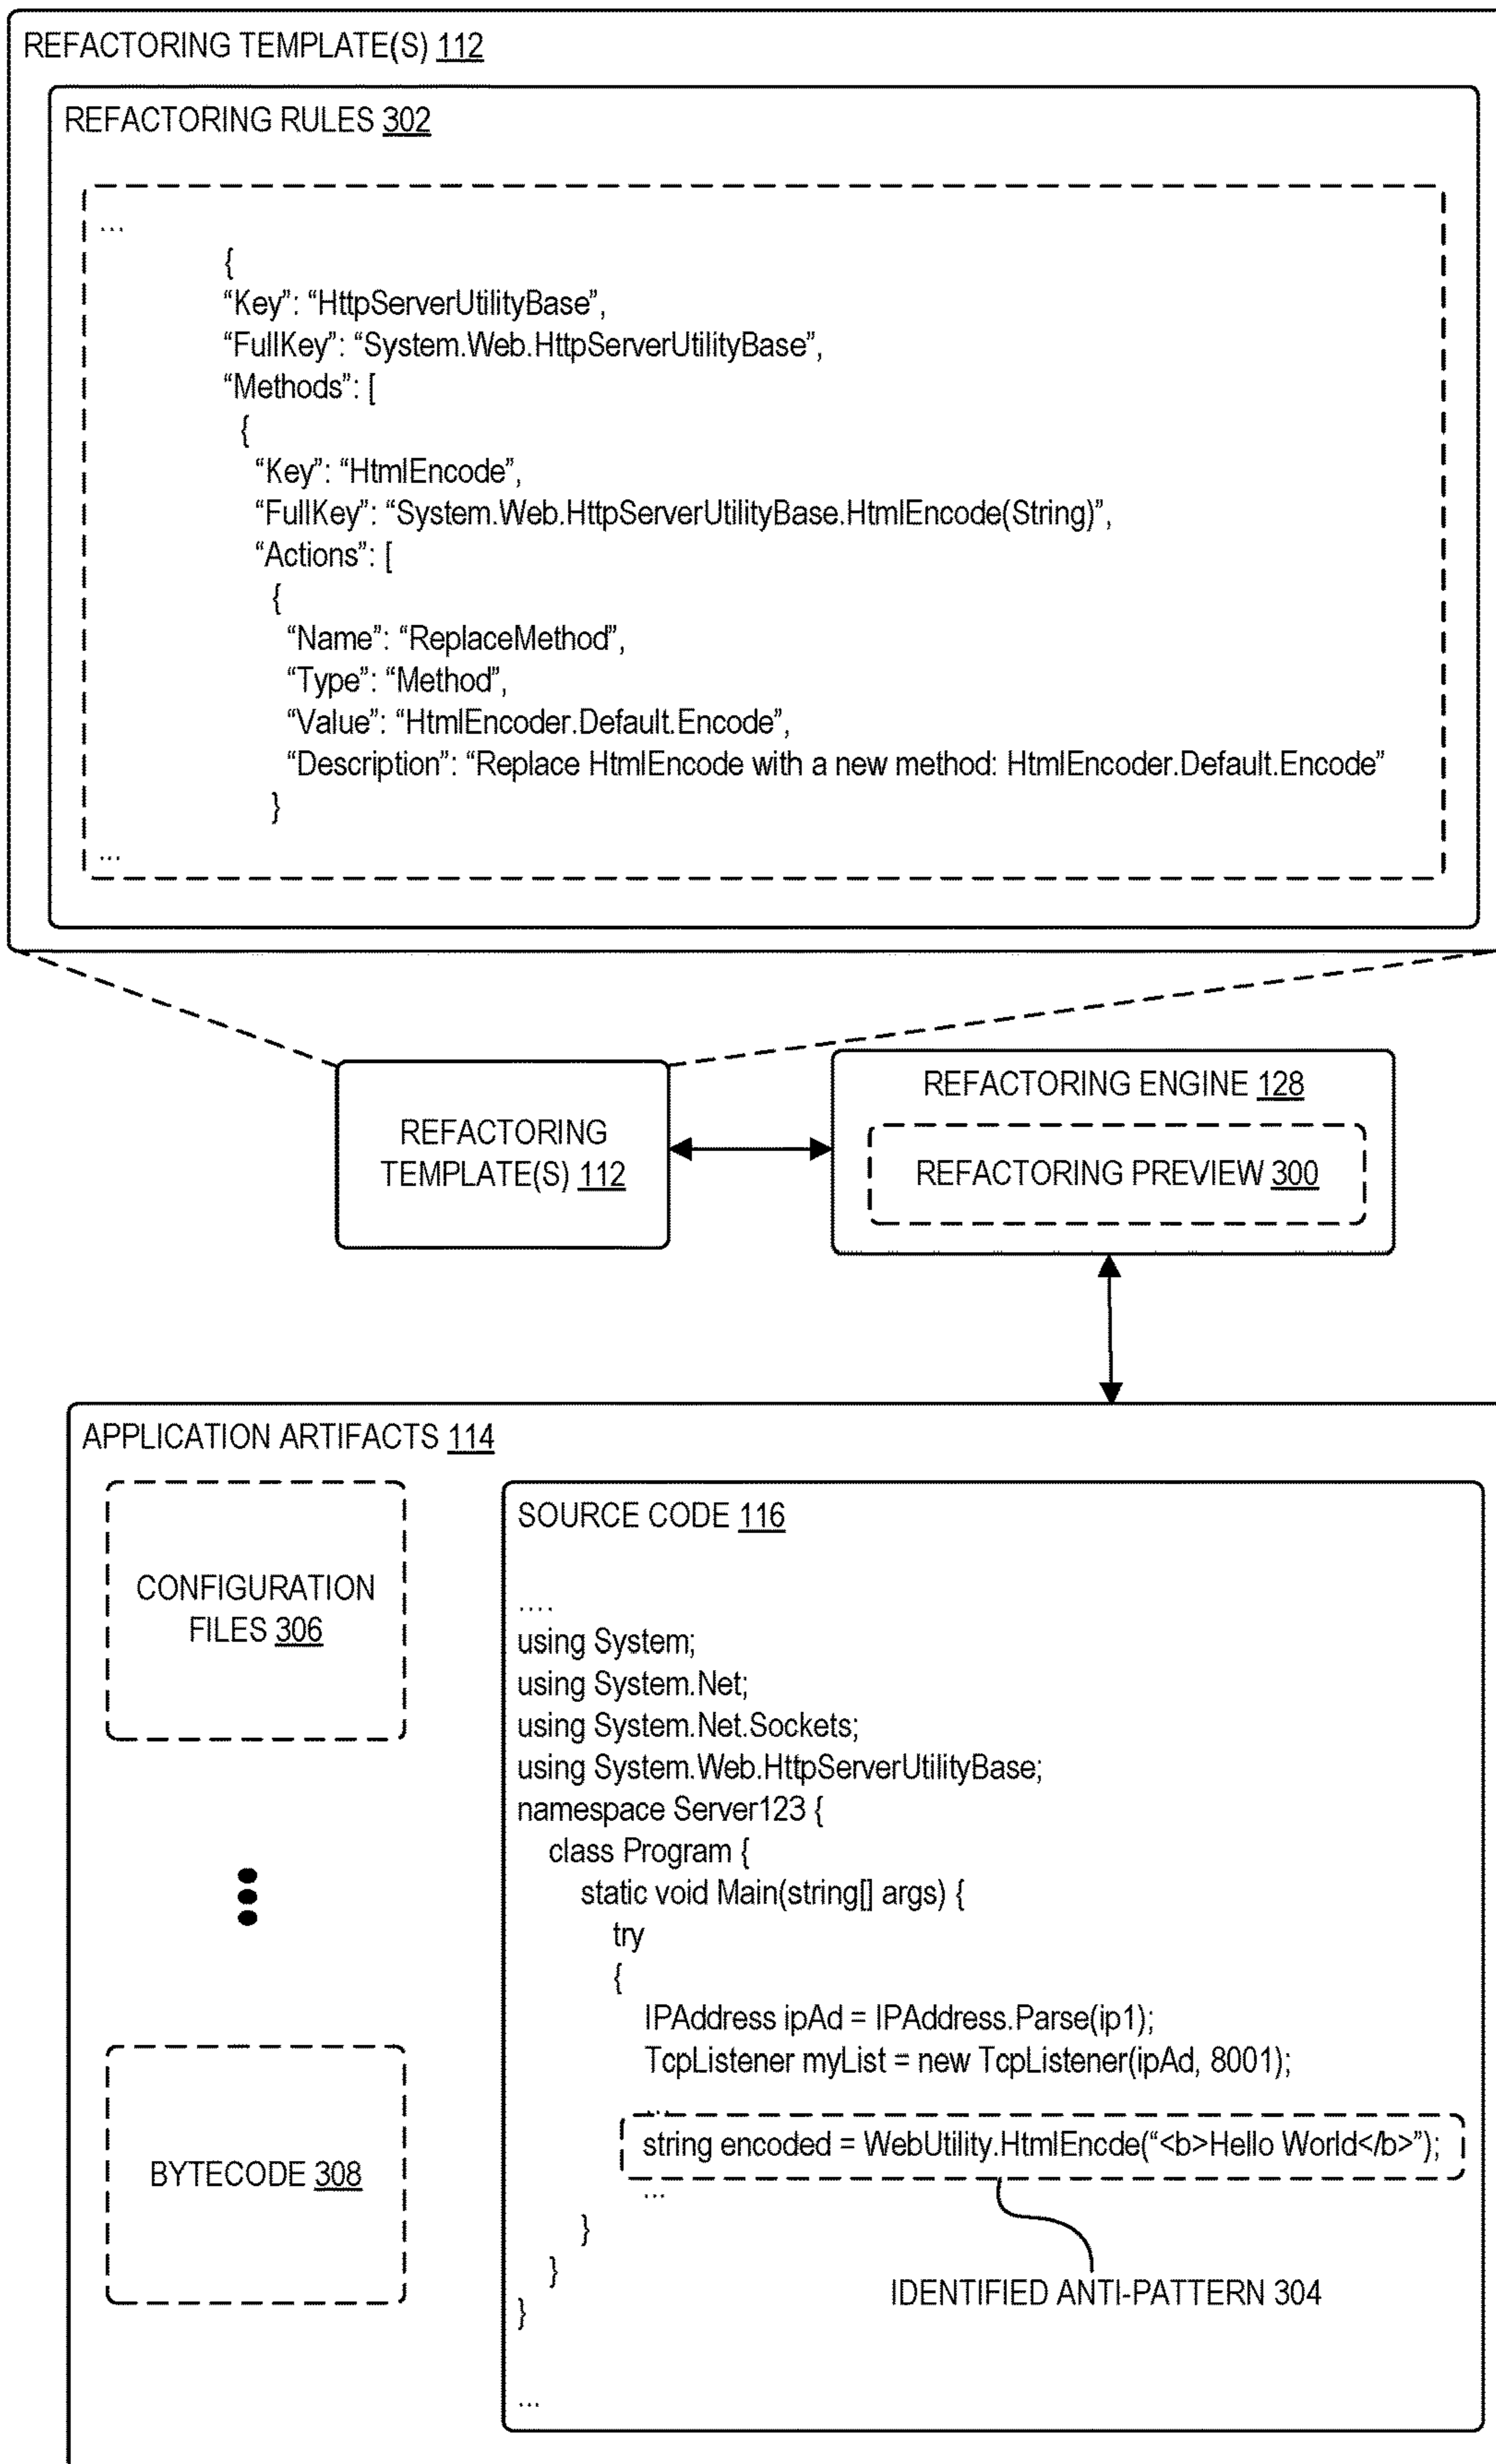 REFACTORING TEMPLATE(S) 112
REFACTORING RULES 302
...
{
“Key”: “HttpServerUtilityBase”,
“FullKey”: “System.Web.HttpServerUtilityBase”,
“Methods”: [
{
“Key”: “HtmlEncode”,
“FullKey”: “System.Web.HttpServerUtilityBase.HtmlEncode(String)”,
“Actions”: [
{
“Name”: “ReplaceMethod”,
“Type”: “Method”,
“Value”: “HtmlEncoder.Default.Encode”,
“Description”: “Replace HtmlEncode with a new method: HtmlEncoder.Default.Encode”
}
...
REFACTORING
TEMPLATE(S) 112
REFACTORING ENGINE 128
REFACTORING PREVIEW 300
APPLICATION ARTIFACTS 114
CONFIGURATION
FILES 306
BYTECODE 308
SOURCE CODE 116
....
using System;
using System.Net;
using System.Net.Sockets;
using System.Web.HttpServerUtilityBase;
namespace Server123 {
class Program {
static void Main(string[] args) {
try
{
IPAddress ipAd = IPAddress.Parse(ip1);
TcpListener myList = new TcpListener(ipAd, 8001);
...
string encoded = WebUtility.HtmlEncde(“<b>Hello World</b>”);
...
}
}
}
IDENTIFIED ANTI-PATTERN 304
...